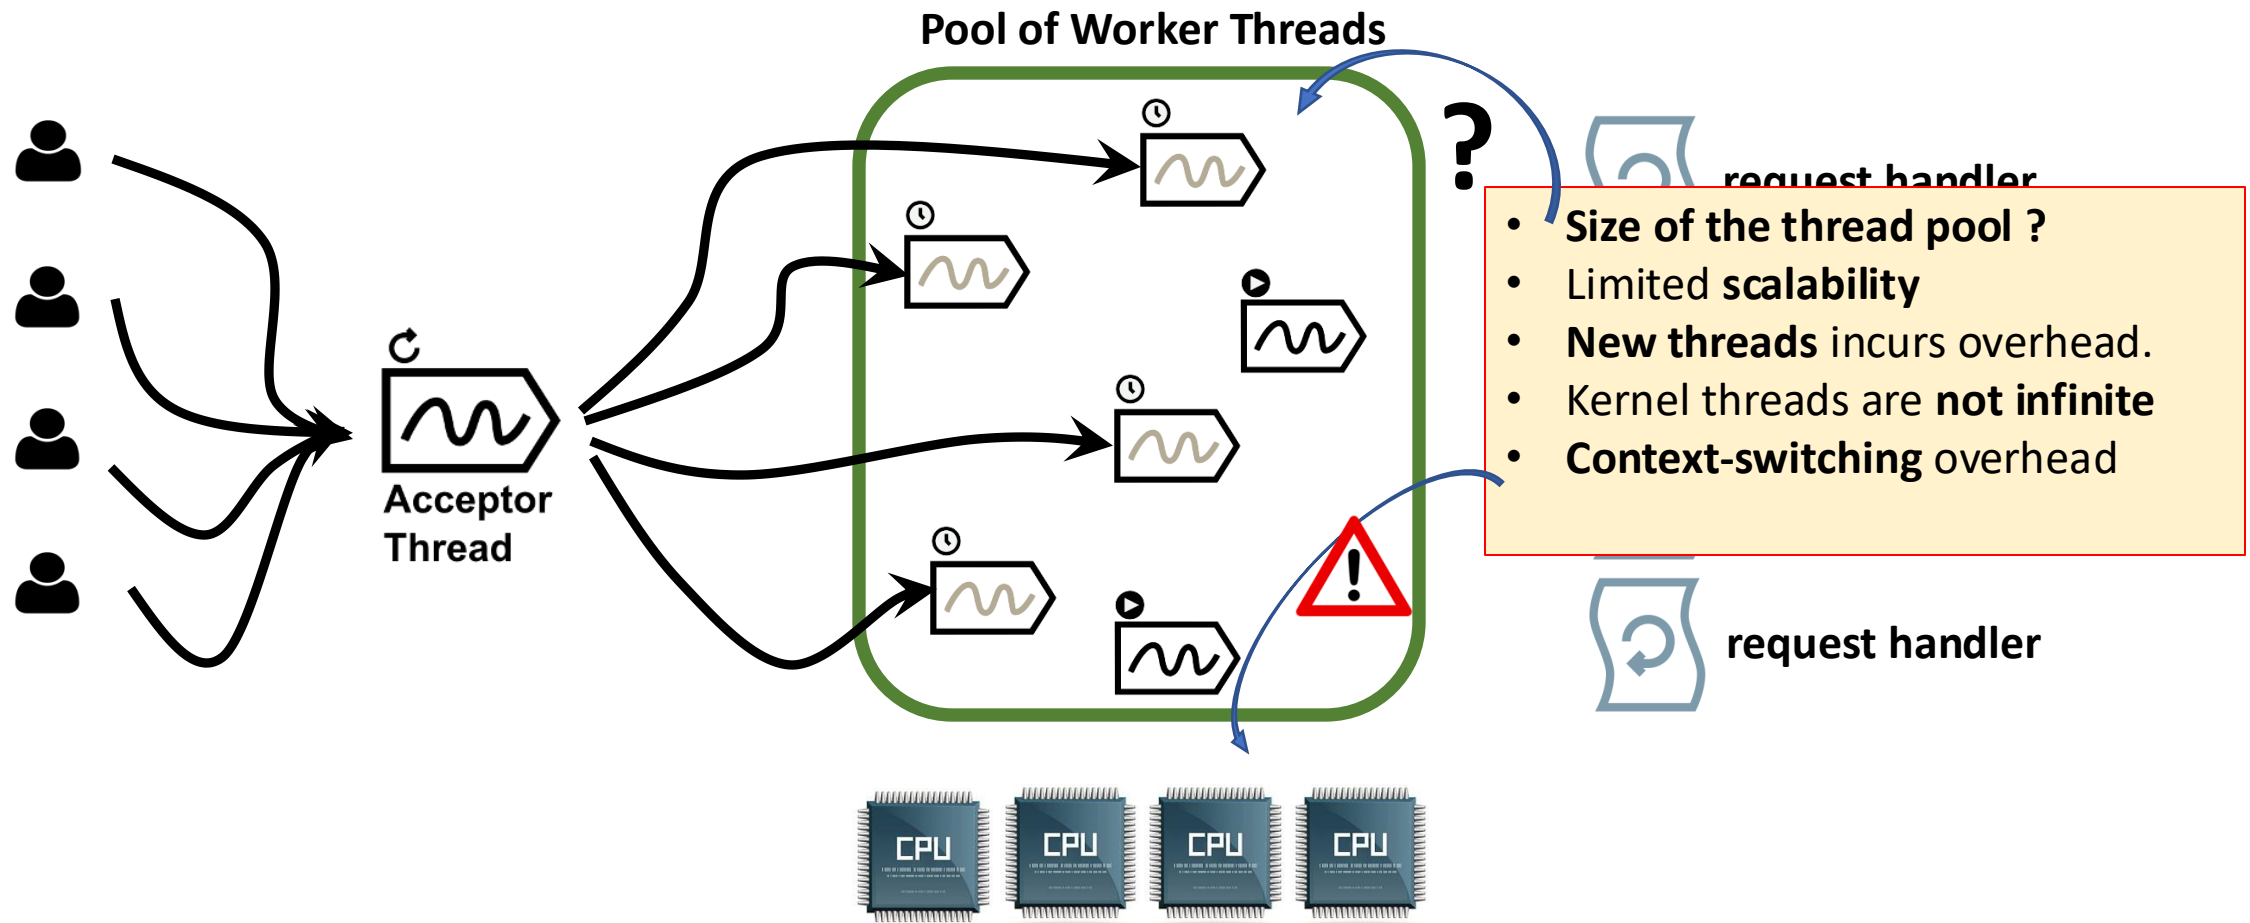 Pool of Worker Threads
?
request handler
• Size of the thread pool ?
• Limited scalability
• New threads incurs overhead.
• Kernel threads are not infinite
• Context-switching overhead
Acceptor
Thread
!
request handler
CPU
CPU
CPU
CPU